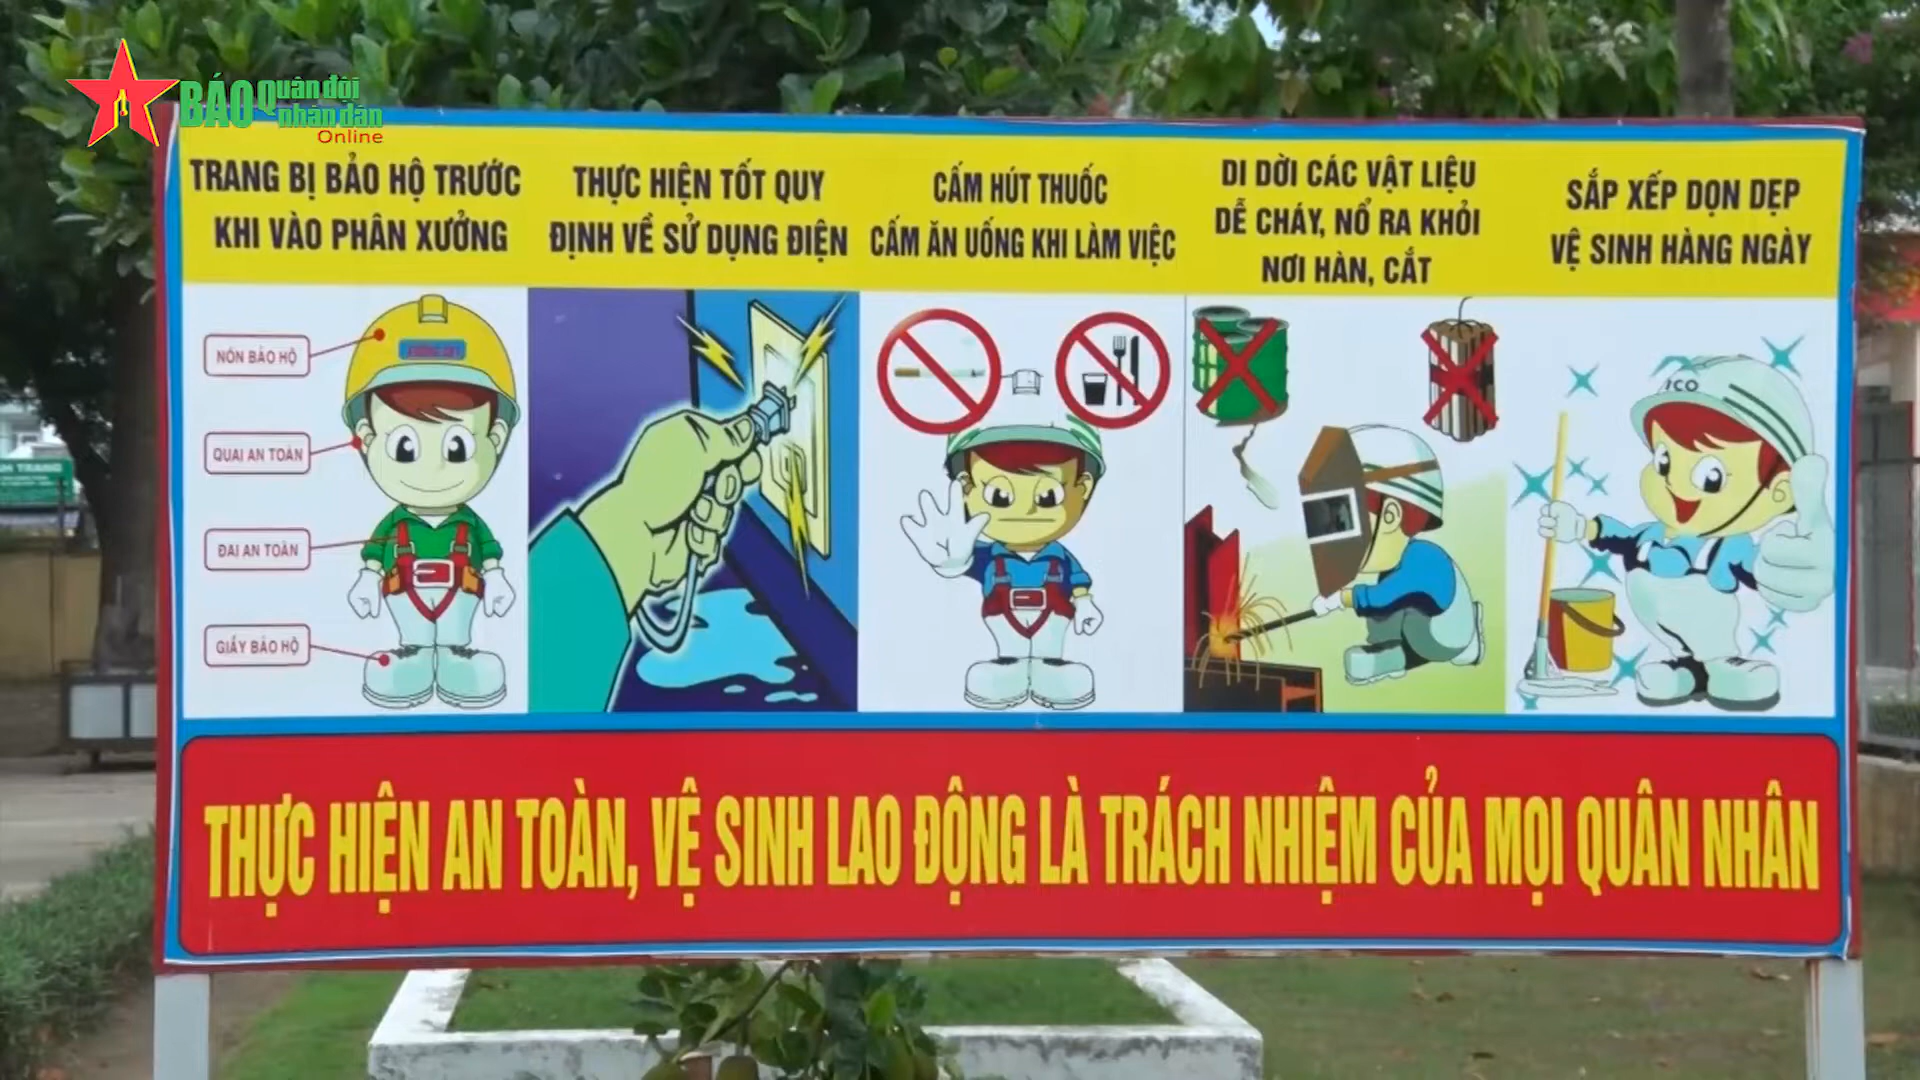 BÁO Quân đội
nhân dân
Online
TRANG BỊ BẢO HỘ TRƯỚC
KHI VÀO PHÂN XƯỞNG
THỰC HIỆN TỐT QUY
ĐỊNH VỀ SỬ DỤNG ĐIỆN
CẤM HÚT THUỐC
CẤM ĂN UỐNG KHI LÀM VIỆC
DI DỜI CÁC VẬT LIỆU
DỄ CHÁY, NỔ RA KHỎI
NƠI HÀN, CẮT
SẮP XẾP DỌN DẸP
VỆ SINH HÀNG NGÀY
NÓN BẢO HỘ
QUAI AN TOÀN
ĐAI AN TOÀN
GIẦY BẢO HỘ
THỰC HIỆN AN TOÀN, VỆ SINH LAO ĐỘNG LÀ TRÁCH NHIỆM CỦA MỌI QUÂN NHÂN